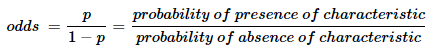 odds = p / 1 − p = probability of presence of characteristic / probability of absence of characteristic